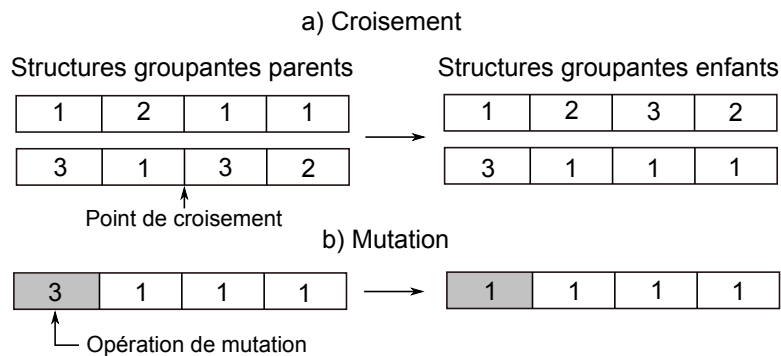 a) Croisement
Structures groupantes parents Structures groupantes enfants
1 2 1 1 1 2 3 2
3 1 3 2 3 1 1 1
Point de croisement
b) Mutation
3 1 1 1 1 1 1 1
Opération de mutation